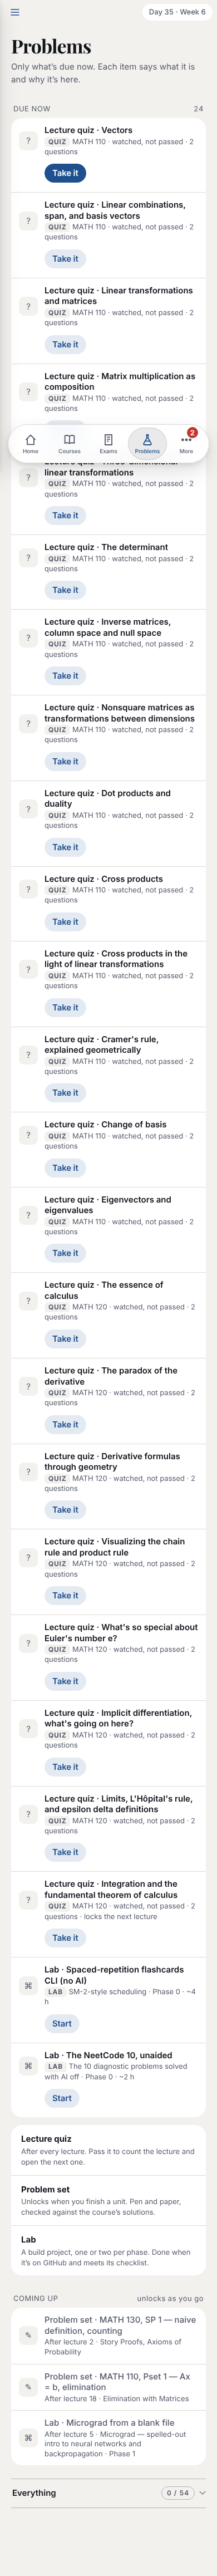 Day 35 · Week 6
Problems
Only what's due now. Each item says what it is
and why it's here.
DUE NOW 24
Lecture quiz · Vectors
QUIZ MATH 110 · watched, not passed · 2
questions
Take it
Lecture quiz · Linear combinations,
span, and basis vectors
QUIZ MATH 110 · watched, not passed · 2
questions
Take it
Lecture quiz · Linear transformations
and matrices
QUIZ MATH 110 · watched, not passed · 2
questions
Take it
Lecture quiz · Matrix multiplication as
composition
QUIZ MATH 110 · watched, not passed · 2
questions
2
Home Courses Exams Problems More
linear transformations
QUIZ MATH 110 · watched, not passed · 2
questions
Take it
Lecture quiz · The determinant
QUIZ MATH 110 · watched, not passed · 2
questions
Take it
Lecture quiz · Inverse matrices,
column space and null space
QUIZ MATH 110 · watched, not passed · 2
questions
Take it
Lecture quiz · Nonsquare matrices as
transformations between dimensions
QUIZ MATH 110 · watched, not passed · 2
questions
Take it
Lecture quiz · Dot products and
duality
QUIZ MATH 110 · watched, not passed · 2
questions
Take it
Lecture quiz · Cross products
QUIZ MATH 110 · watched, not passed · 2
questions
Take it
Lecture quiz · Cross products in the
light of linear transformations
QUIZ MATH 110 · watched, not passed · 2
questions
Take it
Lecture quiz · Cramer's rule,
explained geometrically
QUIZ MATH 110 · watched, not passed · 2
questions
Take it
Lecture quiz · Change of basis
QUIZ MATH 110 · watched, not passed · 2
questions
Take it
Lecture quiz · Eigenvectors and
eigenvalues
QUIZ MATH 110 · watched, not passed · 2
questions
Take it
Lecture quiz · The essence of
calculus
QUIZ MATH 120 · watched, not passed · 2
questions
Take it
Lecture quiz · The paradox of the
derivative
QUIZ MATH 120 · watched, not passed · 2
questions
Take it
Lecture quiz · Derivative formulas
through geometry
QUIZ MATH 120 · watched, not passed · 2
questions
Take it
Lecture quiz · Visualizing the chain
rule and product rule
QUIZ MATH 120 · watched, not passed · 2
questions
Take it
Lecture quiz · What's so special about
Euler's number e?
QUIZ MATH 120 · watched, not passed · 2
questions
Take it
Lecture quiz · Implicit differentiation,
what's going on here?
QUIZ MATH 120 · watched, not passed · 2
questions
Take it
Lecture quiz · Limits, L'Hôpital's rule,
and epsilon delta definitions
QUIZ MATH 120 · watched, not passed · 2
questions
Take it
Lecture quiz · Integration and the
fundamental theorem of calculus
QUIZ MATH 120 · watched, not passed · 2
questions · locks the next lecture
Take it
Lab · Spaced-repetition flashcards
CLI (no AI)
LAB SM-2-style scheduling · Phase 0 · ~4
h
Start
Lab · The NeetCode 10, unaided
LAB The 10 diagnostic problems solved
with AI off · Phase 0 · ~2 h
Start
Lecture quiz
After every lecture. Pass it to count the lecture and
open the next one.
Problem set
Unlocks when you finish a unit. Pen and paper,
checked against the course's solutions.
Lab
A build project, one or two per phase. Done when
it's on GitHub and meets its checklist.
COMING UP unlocks as you go
Problem set · MATH 130, SP 1 — naive
definition, counting
After lecture 2 · Story Proofs, Axioms of
Probability
Problem set · MATH 110, Pset 1 — Ax
= b, elimination
After lecture 18 · Elimination with Matrices
Lab · Micrograd from a blank file
After lecture 5 · Micrograd — spelled-out
intro to neural networks and
backpropagation · Phase 1
Everything 0 / 54